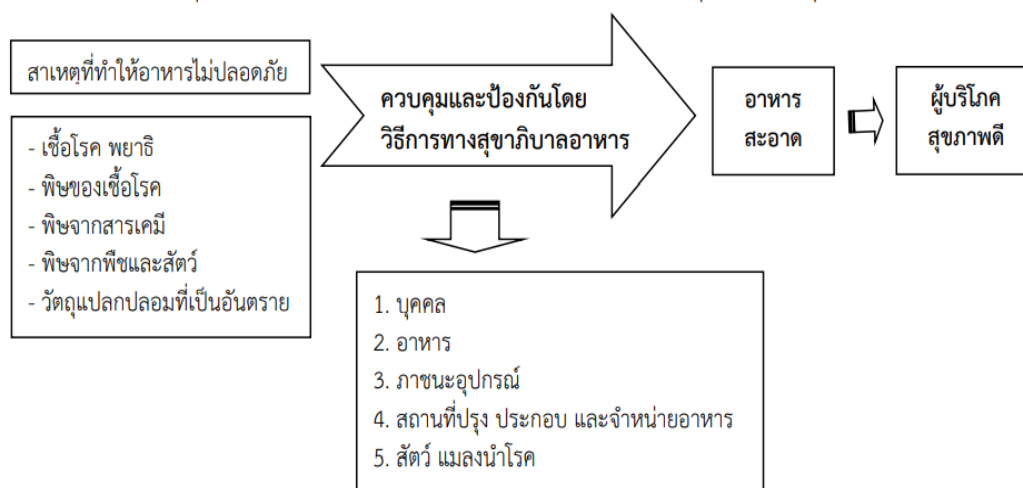 สาเหตุที่ทำให้อาหารไม่ปลอดภัย
- เชื้อโรค พยาธิ
- พิษของเชื้อโรค
- พิษจากสารเคมี
- พิษจากพืชและสัตว์
- วัตถุแปลกปลอมที่เป็นอันตราย
ควบคุมและป้องกันโดย
วิธีการทางสุขาภิบาลอาหาร
อาหาร
สะอาด
ผู้บริโภค
สุขภาพดี
1. บุคคล
2. อาหาร
3. ภาชนะอุปกรณ์
4. สถานที่ปรุง ประกอบ และจำหน่ายอาหาร
5. สัตว์ แมลงนำโรค